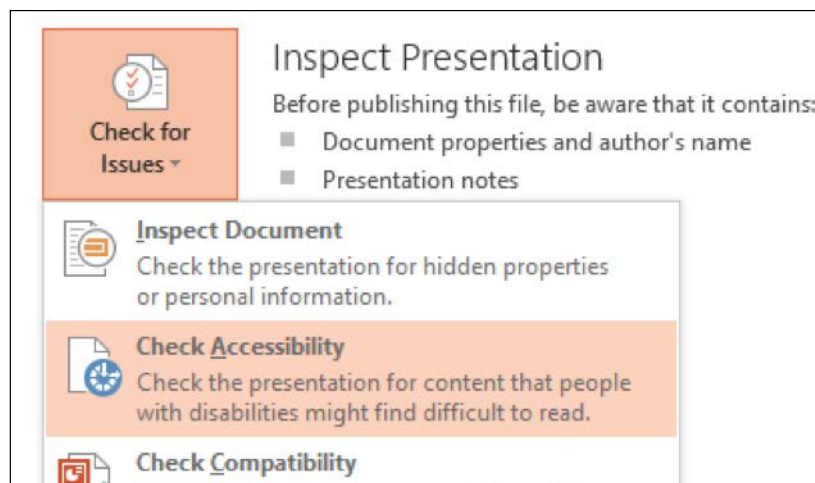 Inspect Presentation
Before publishing this file, be aware that it contains:
Document properties and author's name
Presentation notes
Check for
Issues
Inspect Document
Check the presentation for hidden properties
or personal information.
Check Accessibility
Check the presentation for content that people
with disabilities might find difficult to read.
Check Compatibility